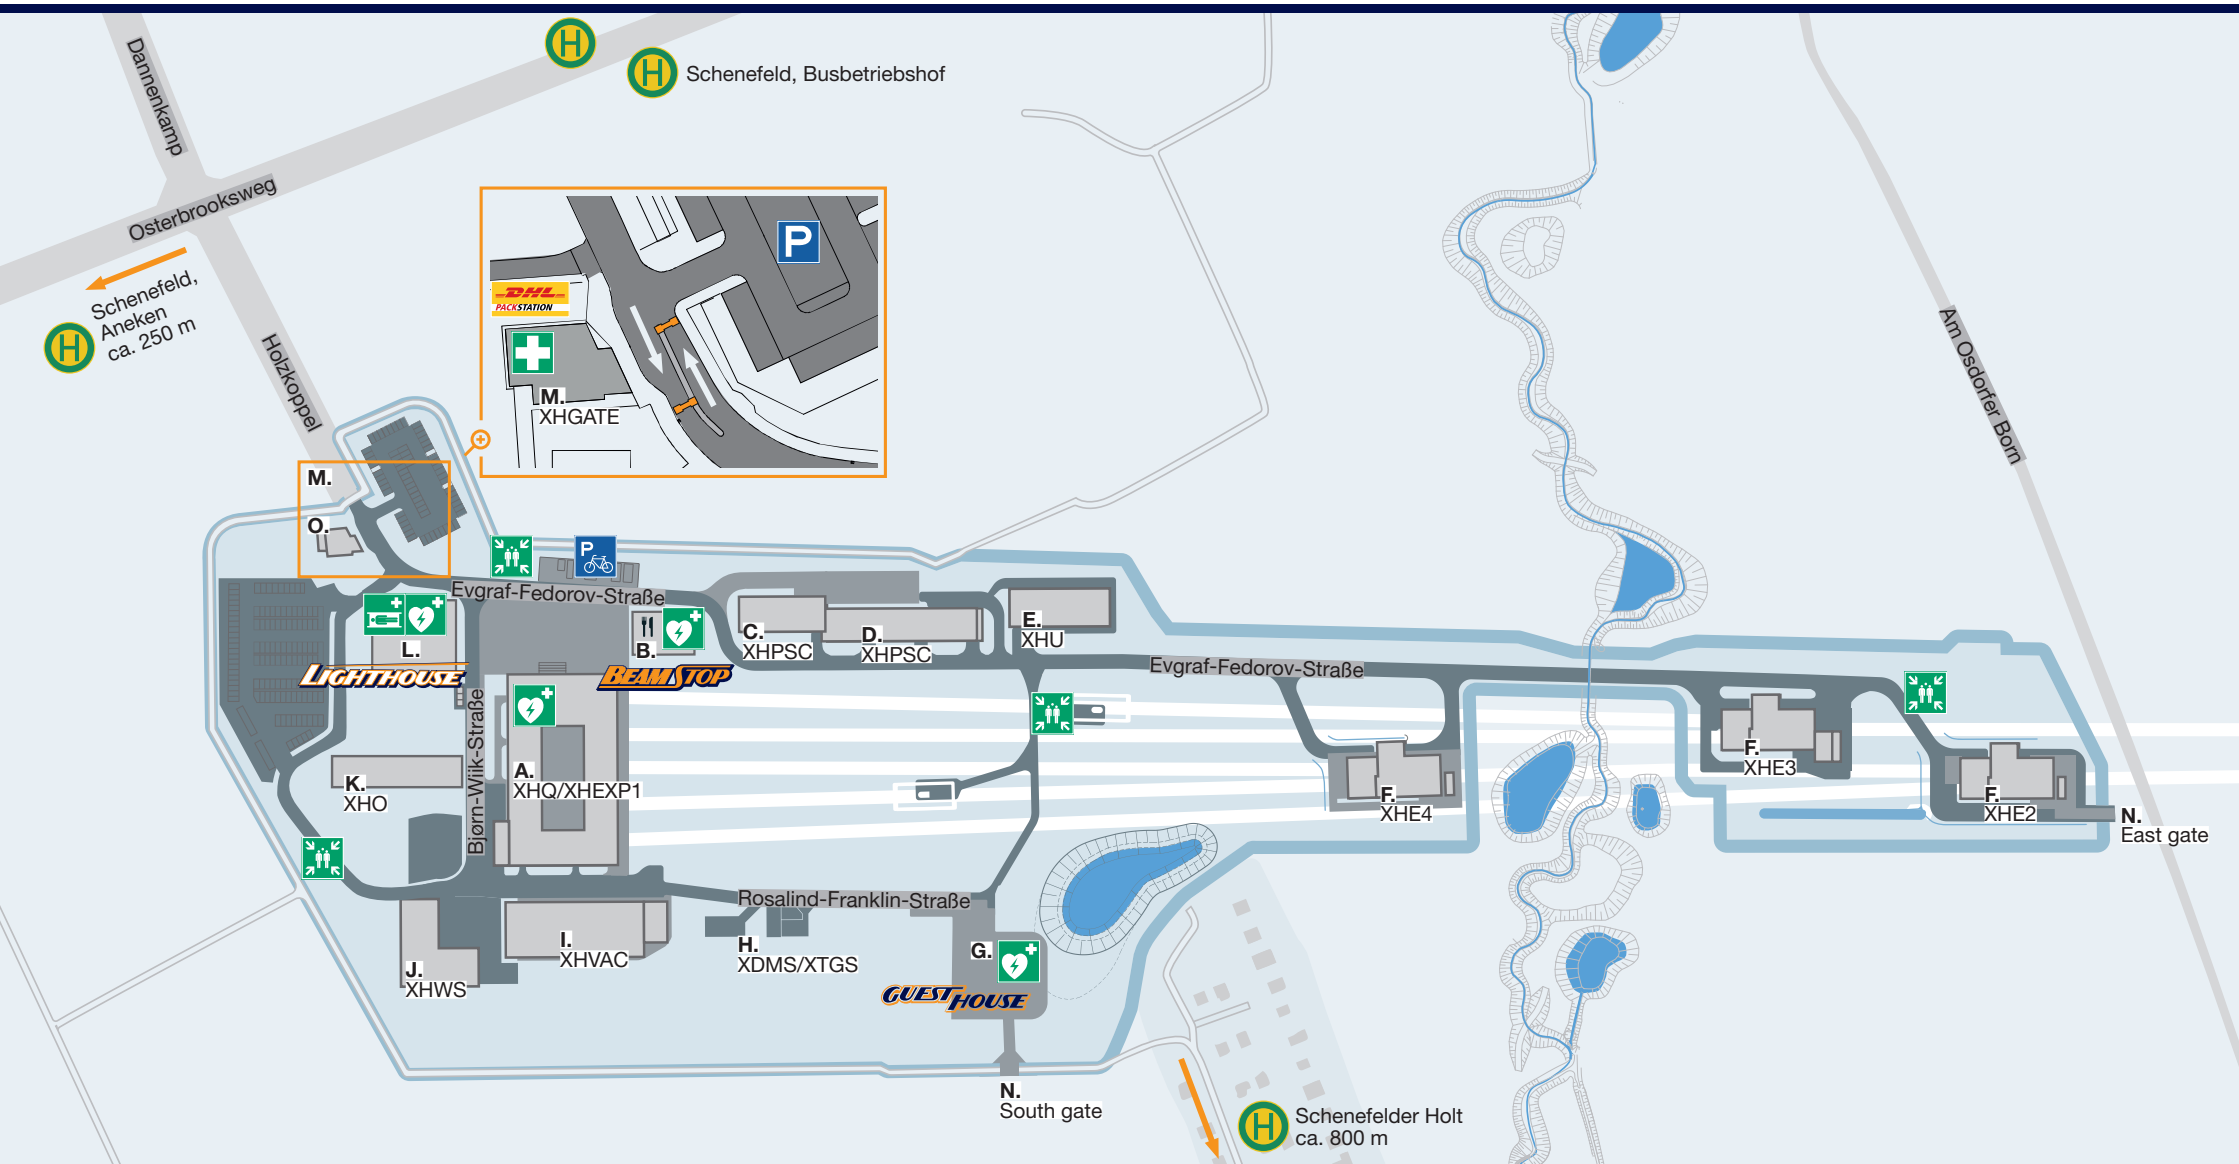 Dannenkamp
H
H
Schenefeld, Busbetriebshof
Osterbrooksweg
Schenefeld,
Aneken
ca. 250 m
H
Holzkoppel
P
DHL
PACKSTATION
M.
XHGATE
Am Osdorfer Born
M.
O.
P
Evgraf-Fedorov-Straße
L.
LIGHTHOUSE
B.
BEAMSTOP
C.
XHPSC
D.
XHPSC
E.
XHU
Evgraf-Fedorov-Straße
Bjørn-Wiik-Straße
A.
XHQ/XHEXP1
K.
XHO
F.
XHE4
F.
XHE3
F.
XHE2
N.
East gate
Rosalind-Franklin-Straße
I.
XHVAC
J.
XHWS
H.
XDMS/XTGS
G.
GUESTHOUSE
N.
South gate
H
Schenefelder Holt
ca. 800 m